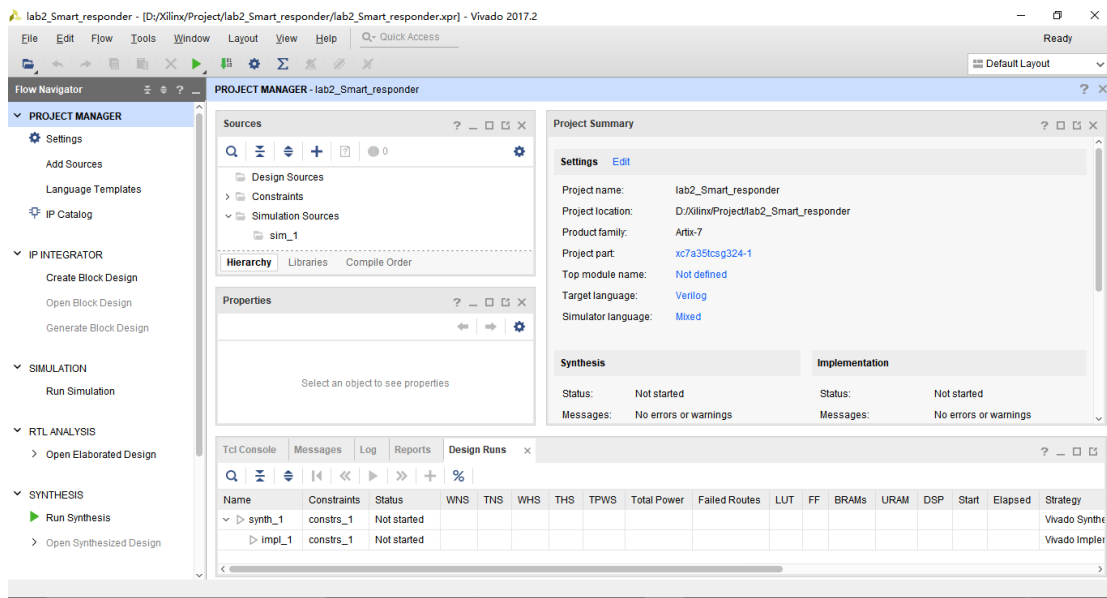 lab2_Smart_responder - [D:/Xilinx/Project/lab2_Smart_responder/lab2_Smart_responder.xpr] - Vivado 2017.2
File Edit Flow Tools Window Layout View Help Quick Access Ready
Default Layout
Flow Navigator
PROJECT MANAGER - lab2_Smart_responder
PROJECT MANAGER
Settings
Add Sources
Language Templates
IP Catalog
IP INTEGRATOR
Create Block Design
Open Block Design
Generate Block Design
SIMULATION
Run Simulation
RTL ANALYSIS
Open Elaborated Design
SYNTHESIS
Run Synthesis
Open Synthesized Design
Sources
0
Design Sources
Constraints
Simulation Sources
sim_1
Hierarchy Libraries Compile Order
Properties
Select an object to see properties
Project Summary
Settings Edit
Project name: lab2_Smart_responder
Project location: D:/Xilinx/Project/lab2_Smart_responder
Product family: Artix-7
Project part: xc7a35tcsg324-1
Top module name: Not defined
Target language: Verilog
Simulator language: Mixed
Synthesis Implementation
Status: Not started Status: Not started
Messages: No errors or warnings Messages: No errors or warnings
Tcl Console Messages Log Reports Design Runs
Name Constraints Status WNS TNS WHS THS TPWS Total Power Failed Routes LUT FF BRAMs URAM DSP Start Elapsed Strategy
synth_1 constrs_1 Not started Vivado Synthe
impl_1 constrs_1 Not started Vivado Impler